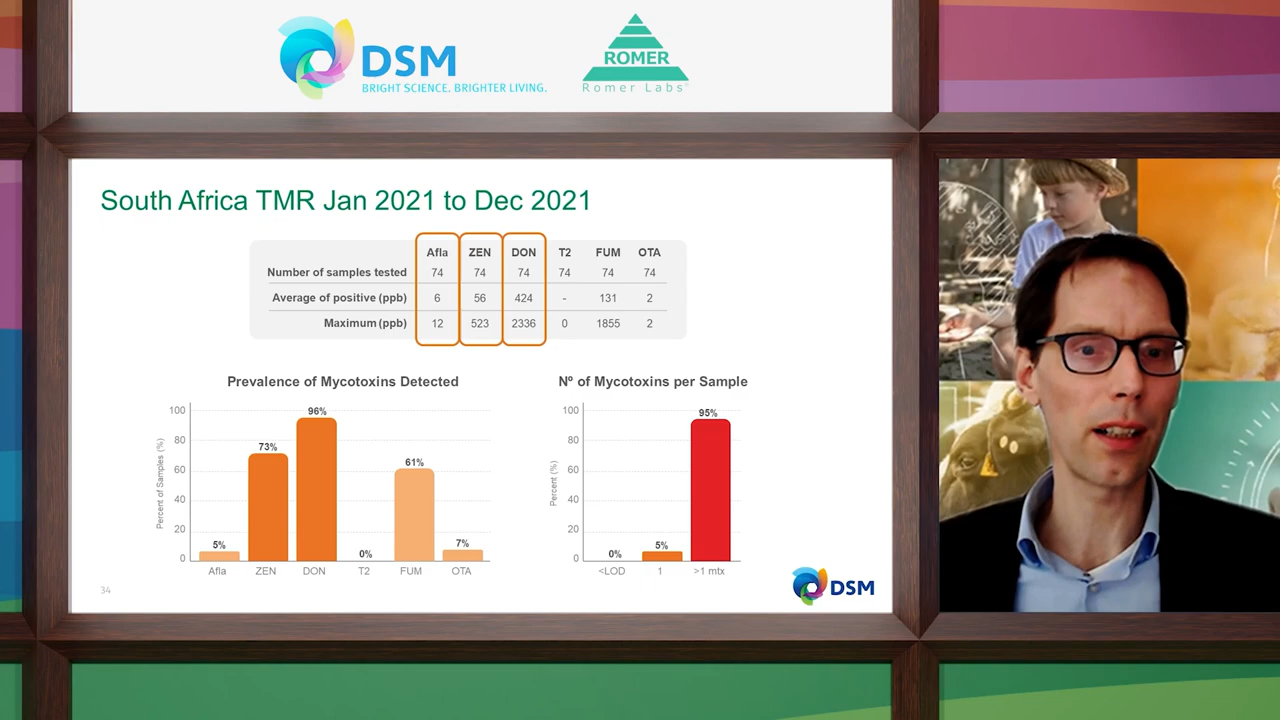 DSM
BRIGHT SCIENCE. BRIGHTER LIVING.
ROMER
Romer Labs
South Africa TMR Jan 2021 to Dec 2021
Afla ZEN DON T2 FUM OTA
Number of samples tested 74 74 74 74 74 74
Average of positive (ppb) 6 56 424 - 131 2
Maximum (ppb) 12 523 2336 0 1855 2
Prevalence of Mycotoxins Detected
Percent of Samples (%)
100
80
60
40
20
0
5%
73%
96%
0%
61%
7%
Afla ZEN DON T2 FUM OTA
Nº of Mycotoxins per Sample
Percent (%)
100
80
60
40
20
0
0%
5%
95%
<LOD 1 >1 mtx
34
DSM